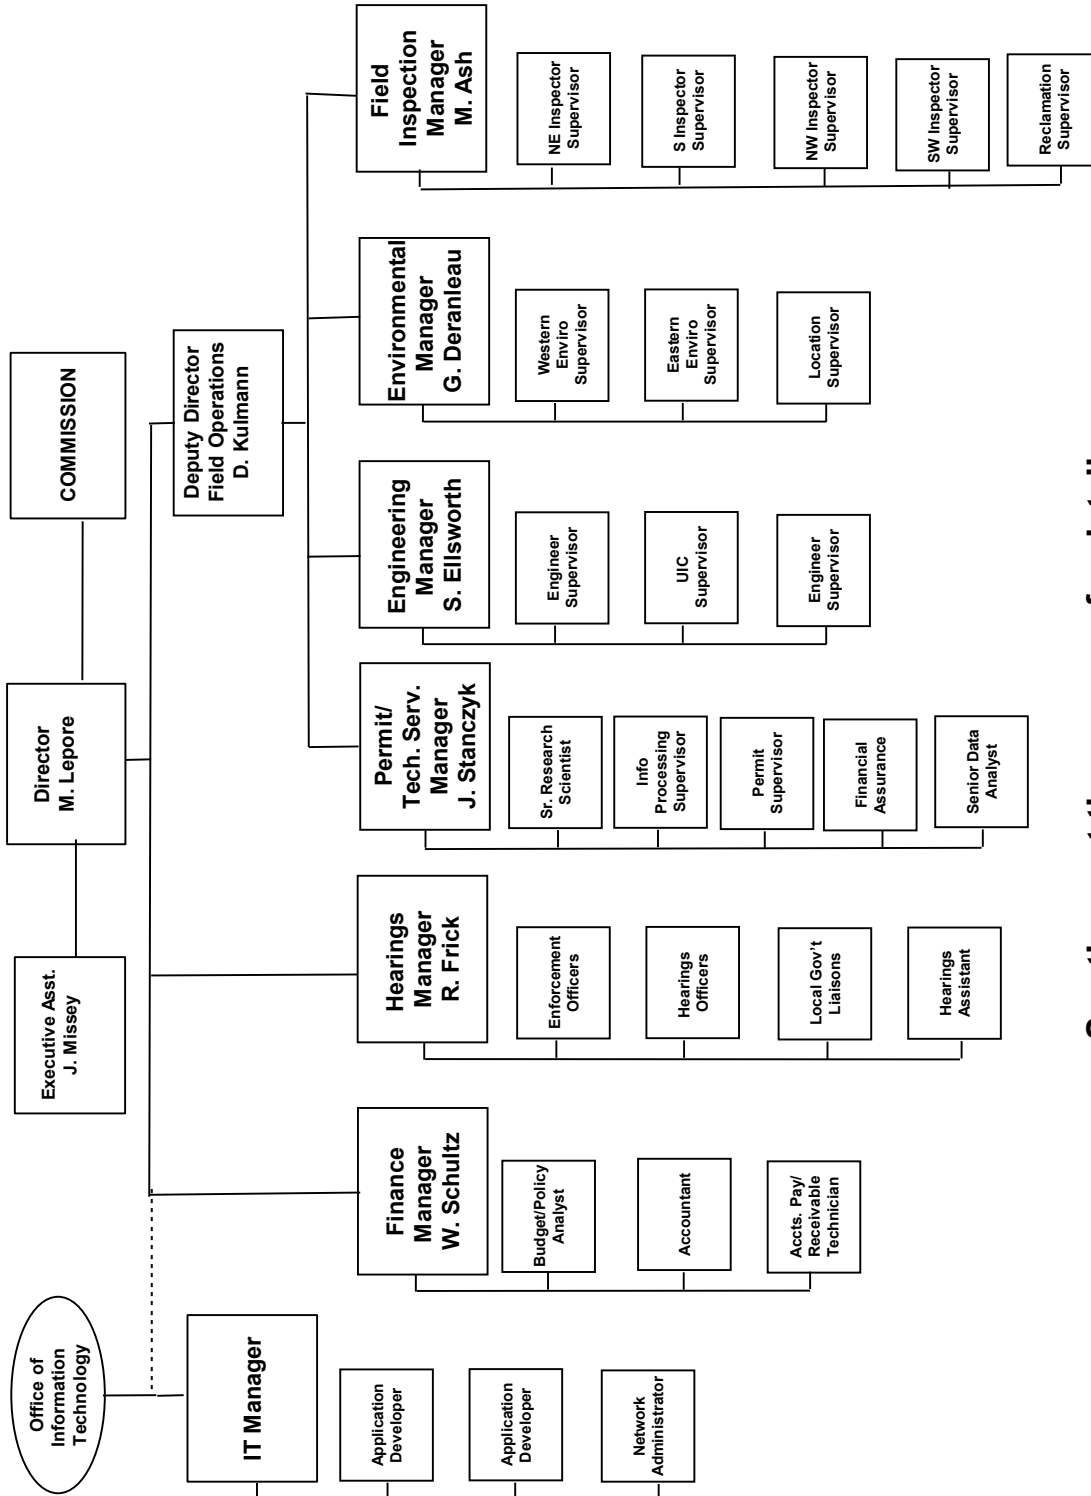 COMMISSION
Director
M. Lepore
Executive Asst.
J. Missey
Office of
Information
Technology
Deputy Director
Field Operations
D. Kulmann
IT Manager
Application
Developer
Application
Developer
Network
Administrator
Finance
Manager
W. Schultz
Budget/Policy
Analyst
Accountant
Accts. Pay/
Receivable
Technician
Hearings
Manager
R. Frick
Enforcement
Officers
Hearings
Officers
Local Gov’t
Liaisons
Hearings
Assistant
Permit/
Tech. Serv.
Manager
J. Stanczyk
Sr. Research
Scientist
Info
Processing
Supervisor
Permit
Supervisor
Financial
Assurance
Senior Data
Analyst
Engineering
Manager
S. Ellsworth
Engineer
Supervisor
UIC
Supervisor
Engineer
Supervisor
Environmental
Manager
G. Deranleau
Western
Enviro
Supervisor
Eastern
Enviro
Supervisor
Location
Supervisor
Field
Inspection
Manager
M. Ash
NE Inspector
Supervisor
S Inspector
Supervisor
NW Inspector
Supervisor
SW Inspector
Supervisor
Reclamation
Supervisor